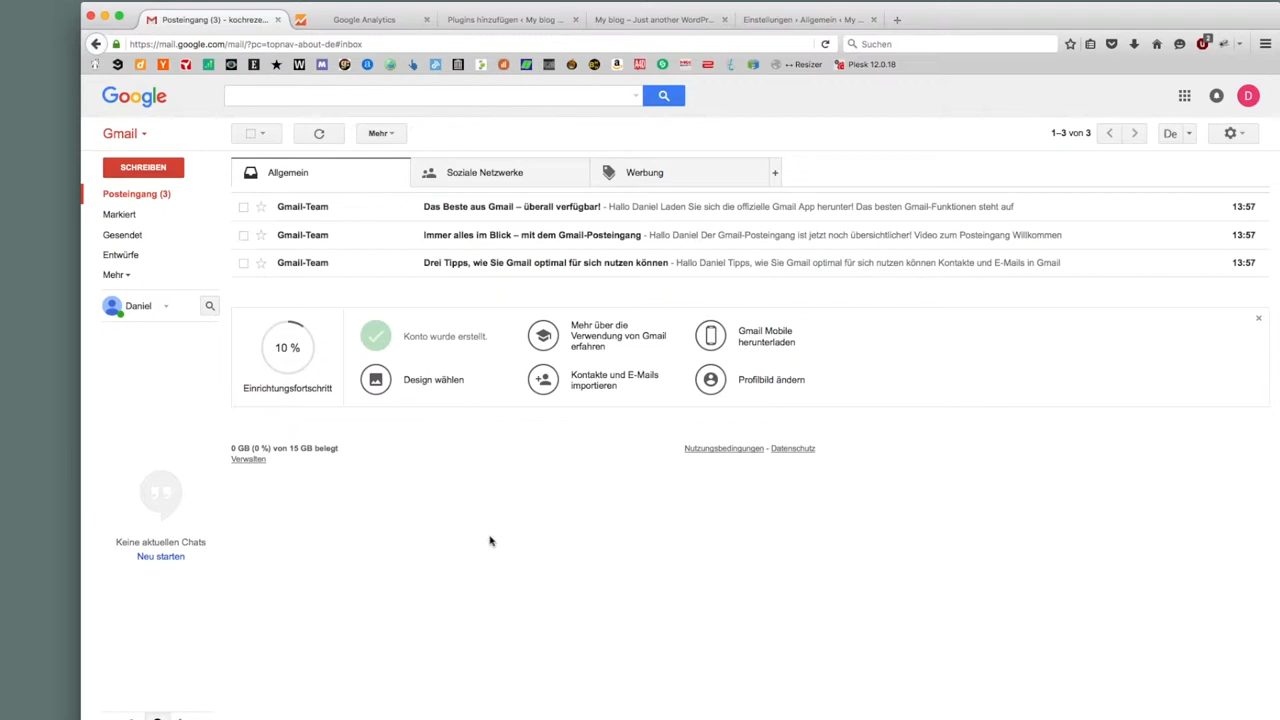 Posteingang (3) - kochreze...
Google Analytics
Plugins hinzufügen ‹ My blog ...
My blog – Just another WordPr...
Einstellungen ‹ Allgemein ‹ My ...
https://mail.google.com/mail/?pc=topnav-about-de#inbox
Suchen
↔ Resizer
Plesk 12.0.18
Google
D
Gmail
Mehr
1–3 von 3
De
SCHREIBEN
Allgemein
Soziale Netzwerke
Werbung
Posteingang (3)
Markiert
Gesendet
Entwürfe
Mehr
Daniel
Gmail-Team Das Beste aus Gmail – überall verfügbar! - Hallo Daniel Laden Sie sich die offizielle Gmail App herunter! Das besten Gmail-Funktionen steht auf 13:57
Gmail-Team Immer alles im Blick – mit dem Gmail-Posteingang - Hallo Daniel Der Gmail-Posteingang ist jetzt noch übersichtlicher! Video zum Posteingang Willkommen 13:57
Gmail-Team Drei Tipps, wie Sie Gmail optimal für sich nutzen können - Hallo Daniel Tipps, wie Sie Gmail optimal für sich nutzen können Kontakte und E-Mails in Gmail 13:57
10 %
Einrichtungsfortschritt
Konto wurde erstellt.
Mehr über die
Verwendung von Gmail
erfahren
Gmail Mobile
herunterladen
Design wählen
Kontakte und E-Mails
importieren
Profilbild ändern
0 GB (0 %) von 15 GB belegt
Verwalten
Nutzungsbedingungen - Datenschutz
Keine aktuellen Chats
Neu starten